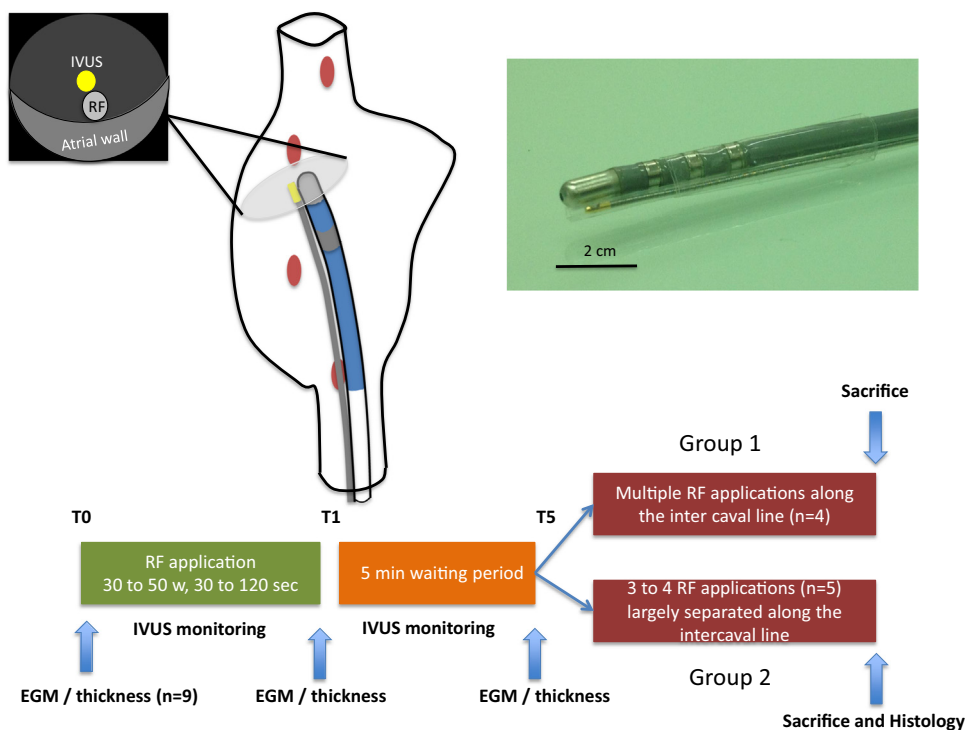 IVUS
RF
Atrial wall
2 cm
Sacrifice
Group 1
Multiple RF applications along
the inter caval line (n=4)
T0
T1
T5
RF application
30 to 50 w, 30 to 120 sec
5 min waiting period
3 to 4 RF applications (n=5)
largely separated along the
intercaval line
IVUS monitoring
IVUS monitoring
Group 2
EGM / thickness (n=9)
EGM / thickness
EGM / thickness
Sacrifice and Histology